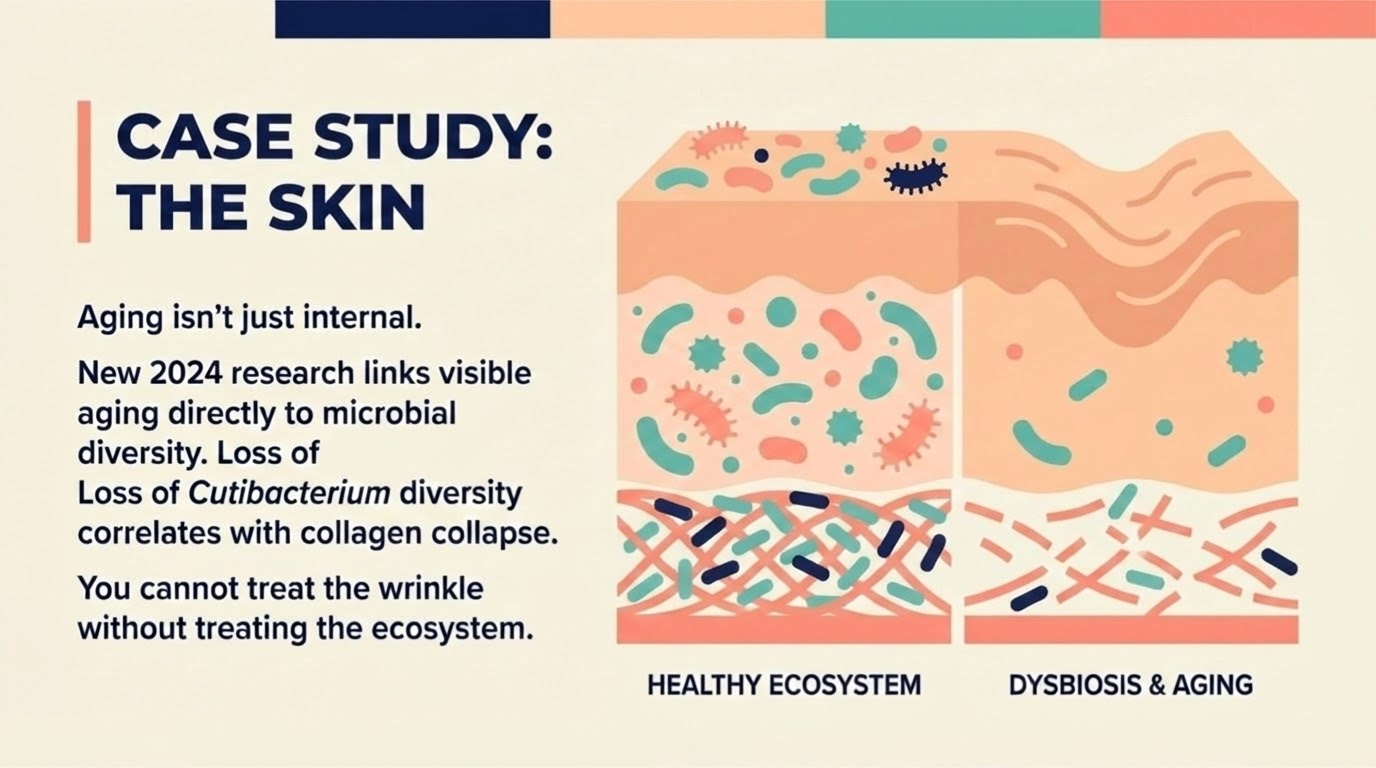 CASE STUDY:
THE SKIN
Aging isn't just internal.
New 2024 research links visible
aging directly to microbial
diversity. Loss of
Loss of Cutibacterium diversity
correlates with collagen collapse.
You cannot treat the wrinkle
without treating the ecosystem.
HEALTHY ECOSYSTEM
DYSBIOSIS & AGING